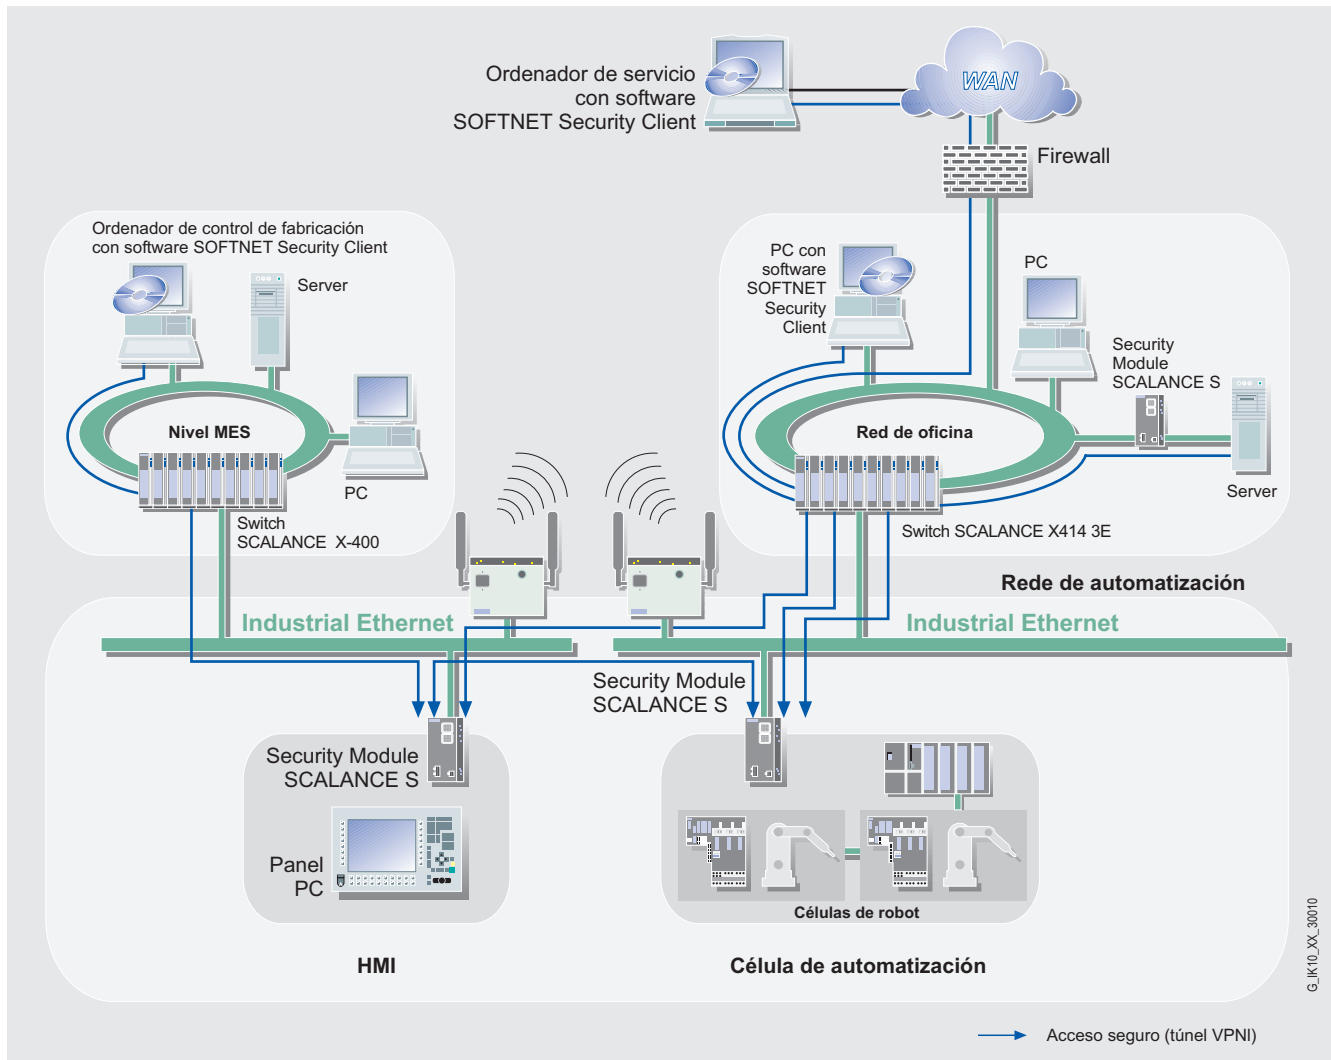 Ordenador de servicio
con software
SOFTNET Security Client
WAN
Firewall
Ordenador de control de fabricación
con software SOFTNET Security Client
Server
Nivel MES
PC
Switch
SCALANCE X-400
PC con
software
SOFTNET
Security
Client
PC
Security
Module
SCALANCE S
Red de oficina
Server
Switch SCALANCE X414 3E
Rede de automatización
Industrial Ethernet
Industrial Ethernet
Security Module
SCALANCE S
Security Module
SCALANCE S
Panel
PC
Células de robot
HMI
Célula de automatización
G_IK10_XX_30010
Acceso seguro (túnel VPNI)